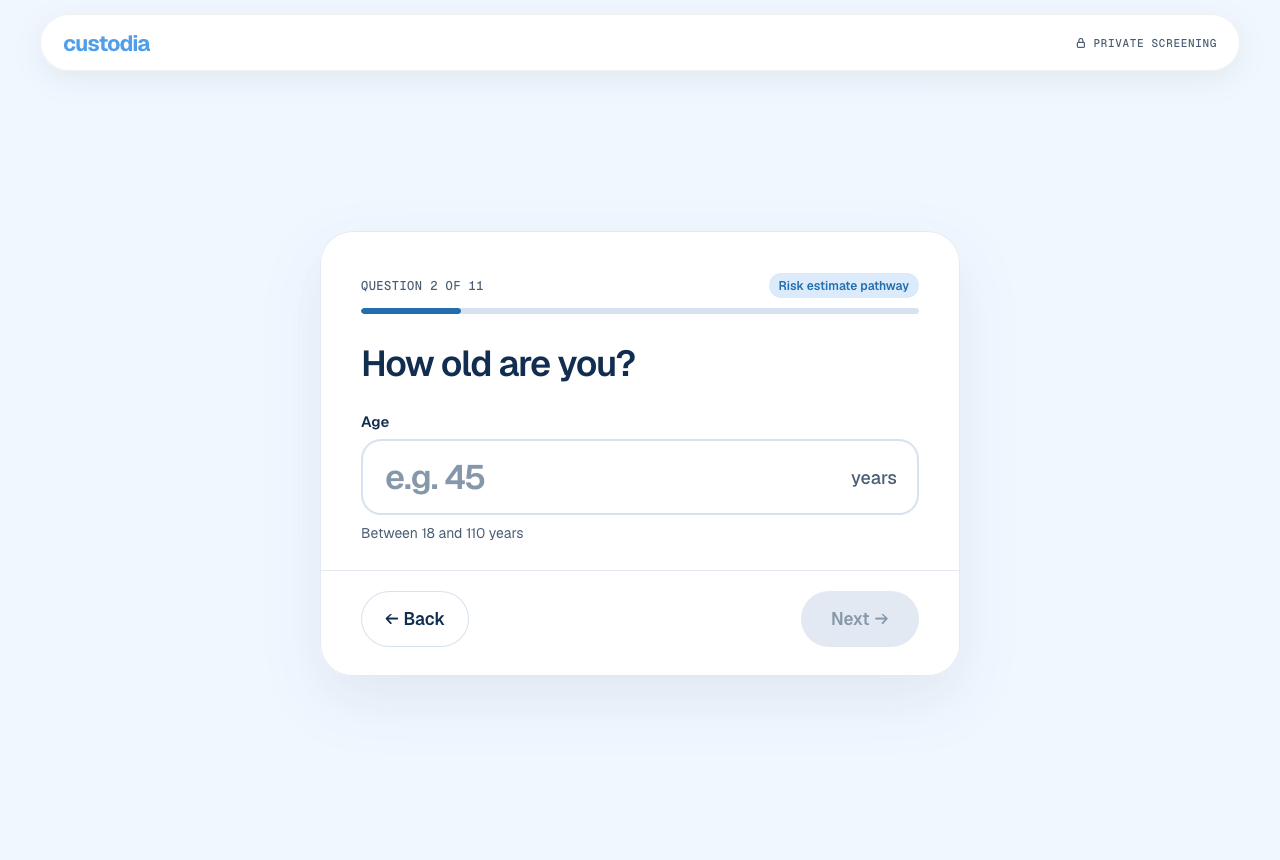 custodia
PRIVATE SCREENING
QUESTION 2 OF 11
Risk estimate pathway
How old are you?
Age
e.g. 45
years
Between 18 and 110 years
← Back
Next →